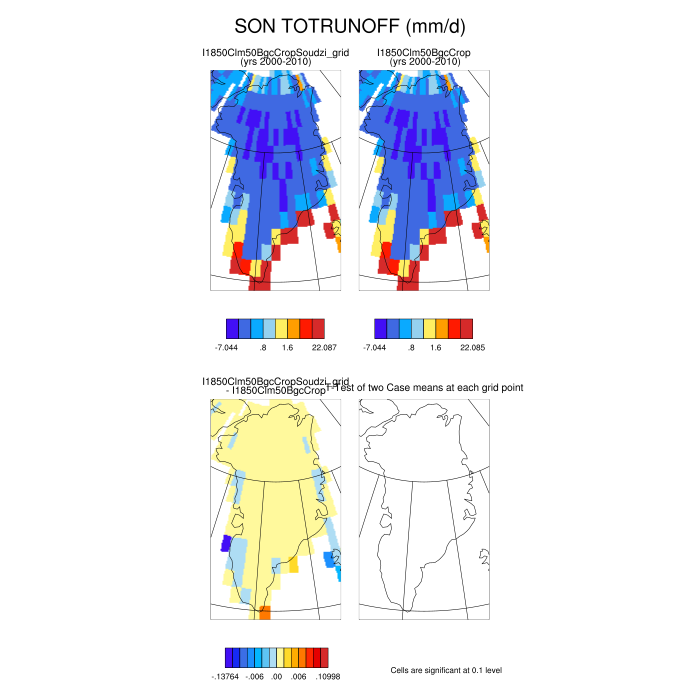 SON TOTRUNOFF (mm/d)
I1850Clm50BgcCropSoudzi_grid
(yrs 2000-2010)
I1850Clm50BgcCrop
(yrs 2000-2010)
-7.044 .8 1.6 22.087
-7.044 .8 1.6 22.085
I1850Clm50BgcCropSoudzi_grid
- I1850Clm50BgcCrop
T-Test of two Case means at each grid point
-.13764 -.006 .00 .006 .10998
Cells are significant at 0.1 level